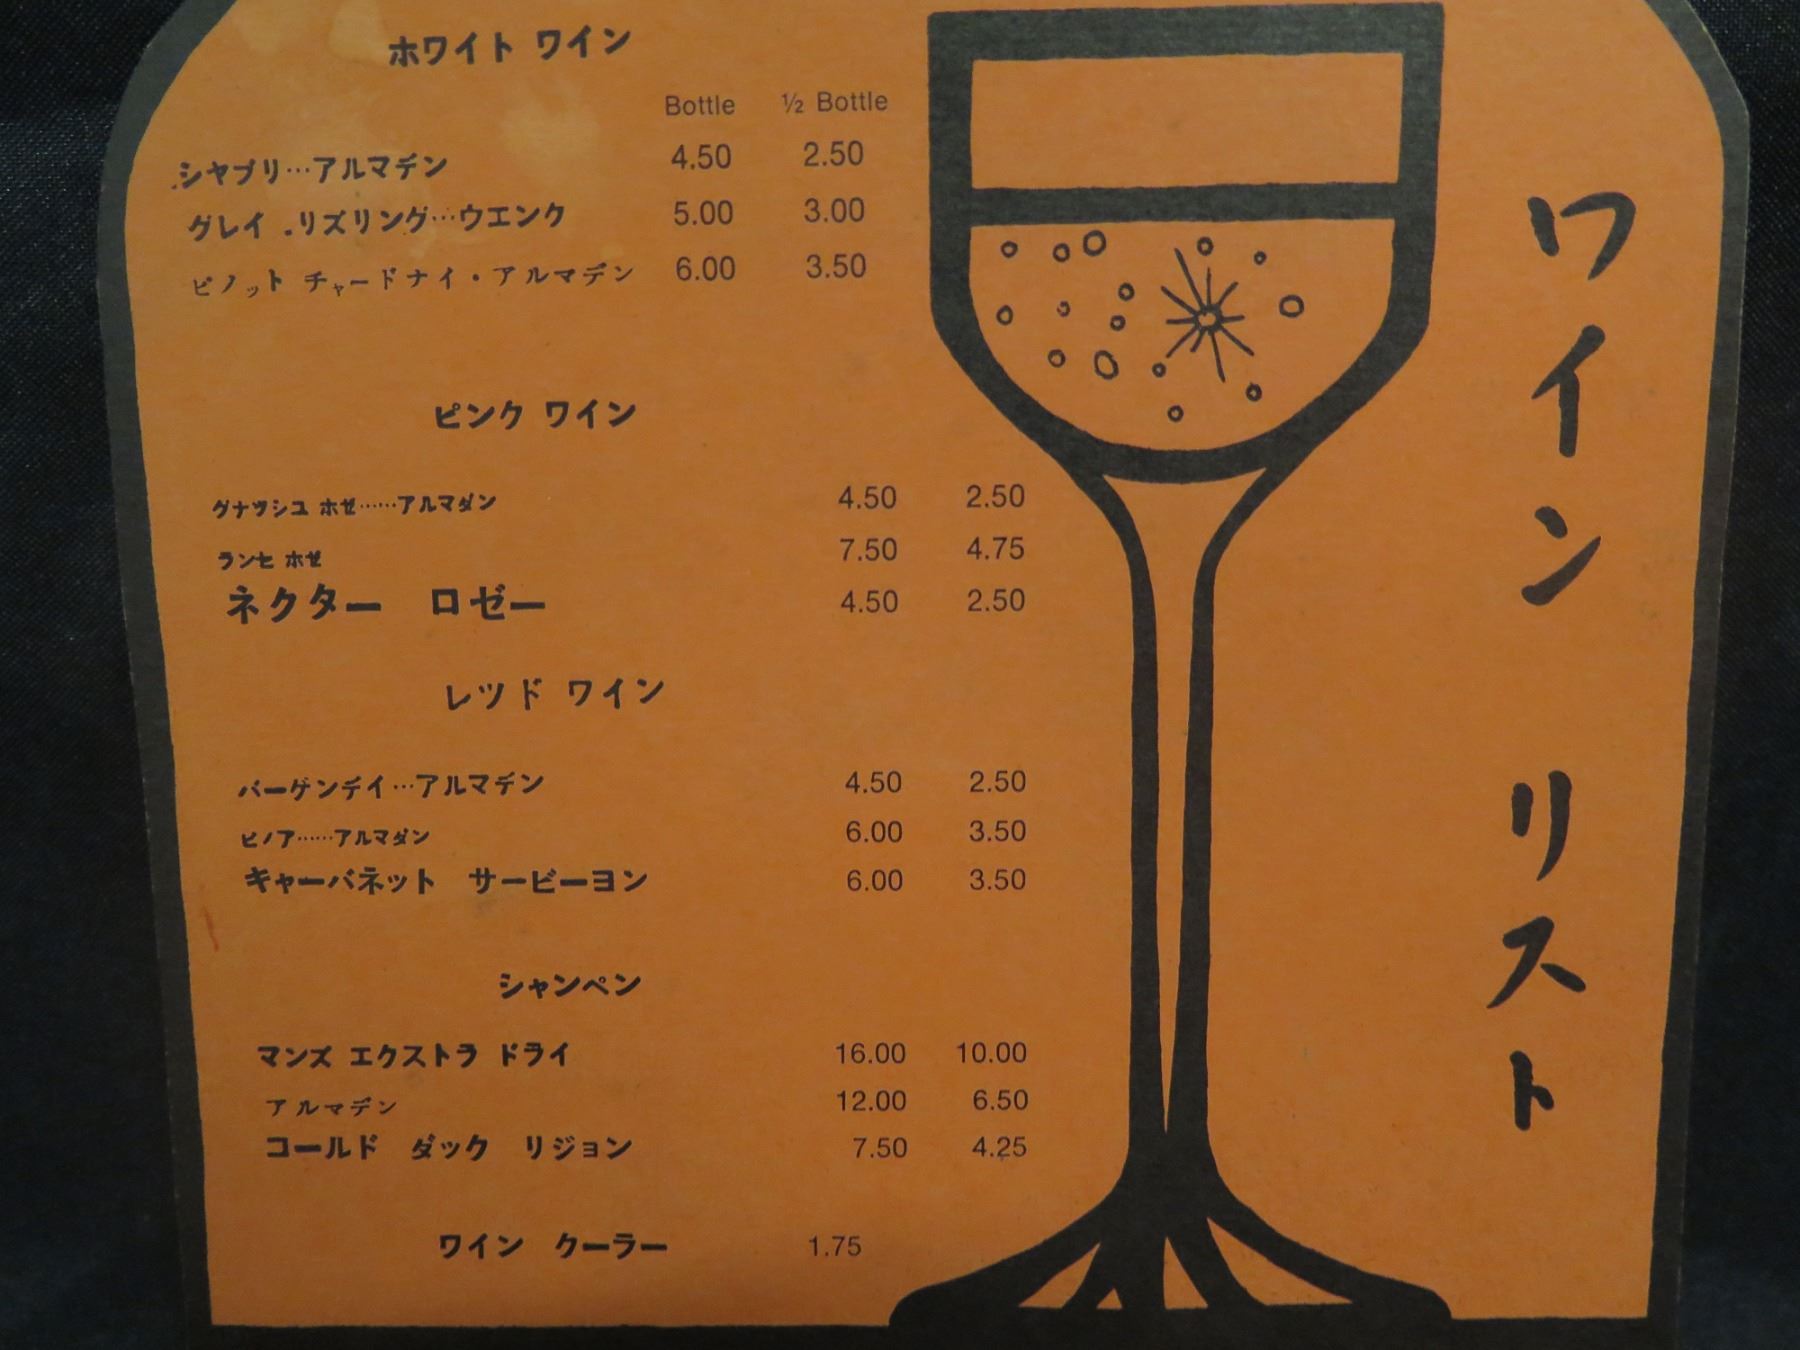 ホワイト ワイン
Bottle ½ Bottle
シヤブリ…アルマデン 4.50 2.50
グレイ.リズリング…ウエンク 5.00 3.00
ピノット チャードナイ・アルマデン 6.00 3.50
ピンク ワイン
グナツシユ ホゼ……アルマダン 4.50 2.50
ランセ ホゼ 7.50 4.75
ネクター ロゼー 4.50 2.50
レツド ワイン
バーゲンデイ…アルマデン 4.50 2.50
ピノア……アルマダン 6.00 3.50
キャーバネット サービーヨン 6.00 3.50
シャンペン
マンズ エクストラ ドライ 16.00 10.00
アルマデン 12.00 6.50
コールド ダック リジョン 7.50 4.25
ワイン クーラー 1.75
ワイン リスト